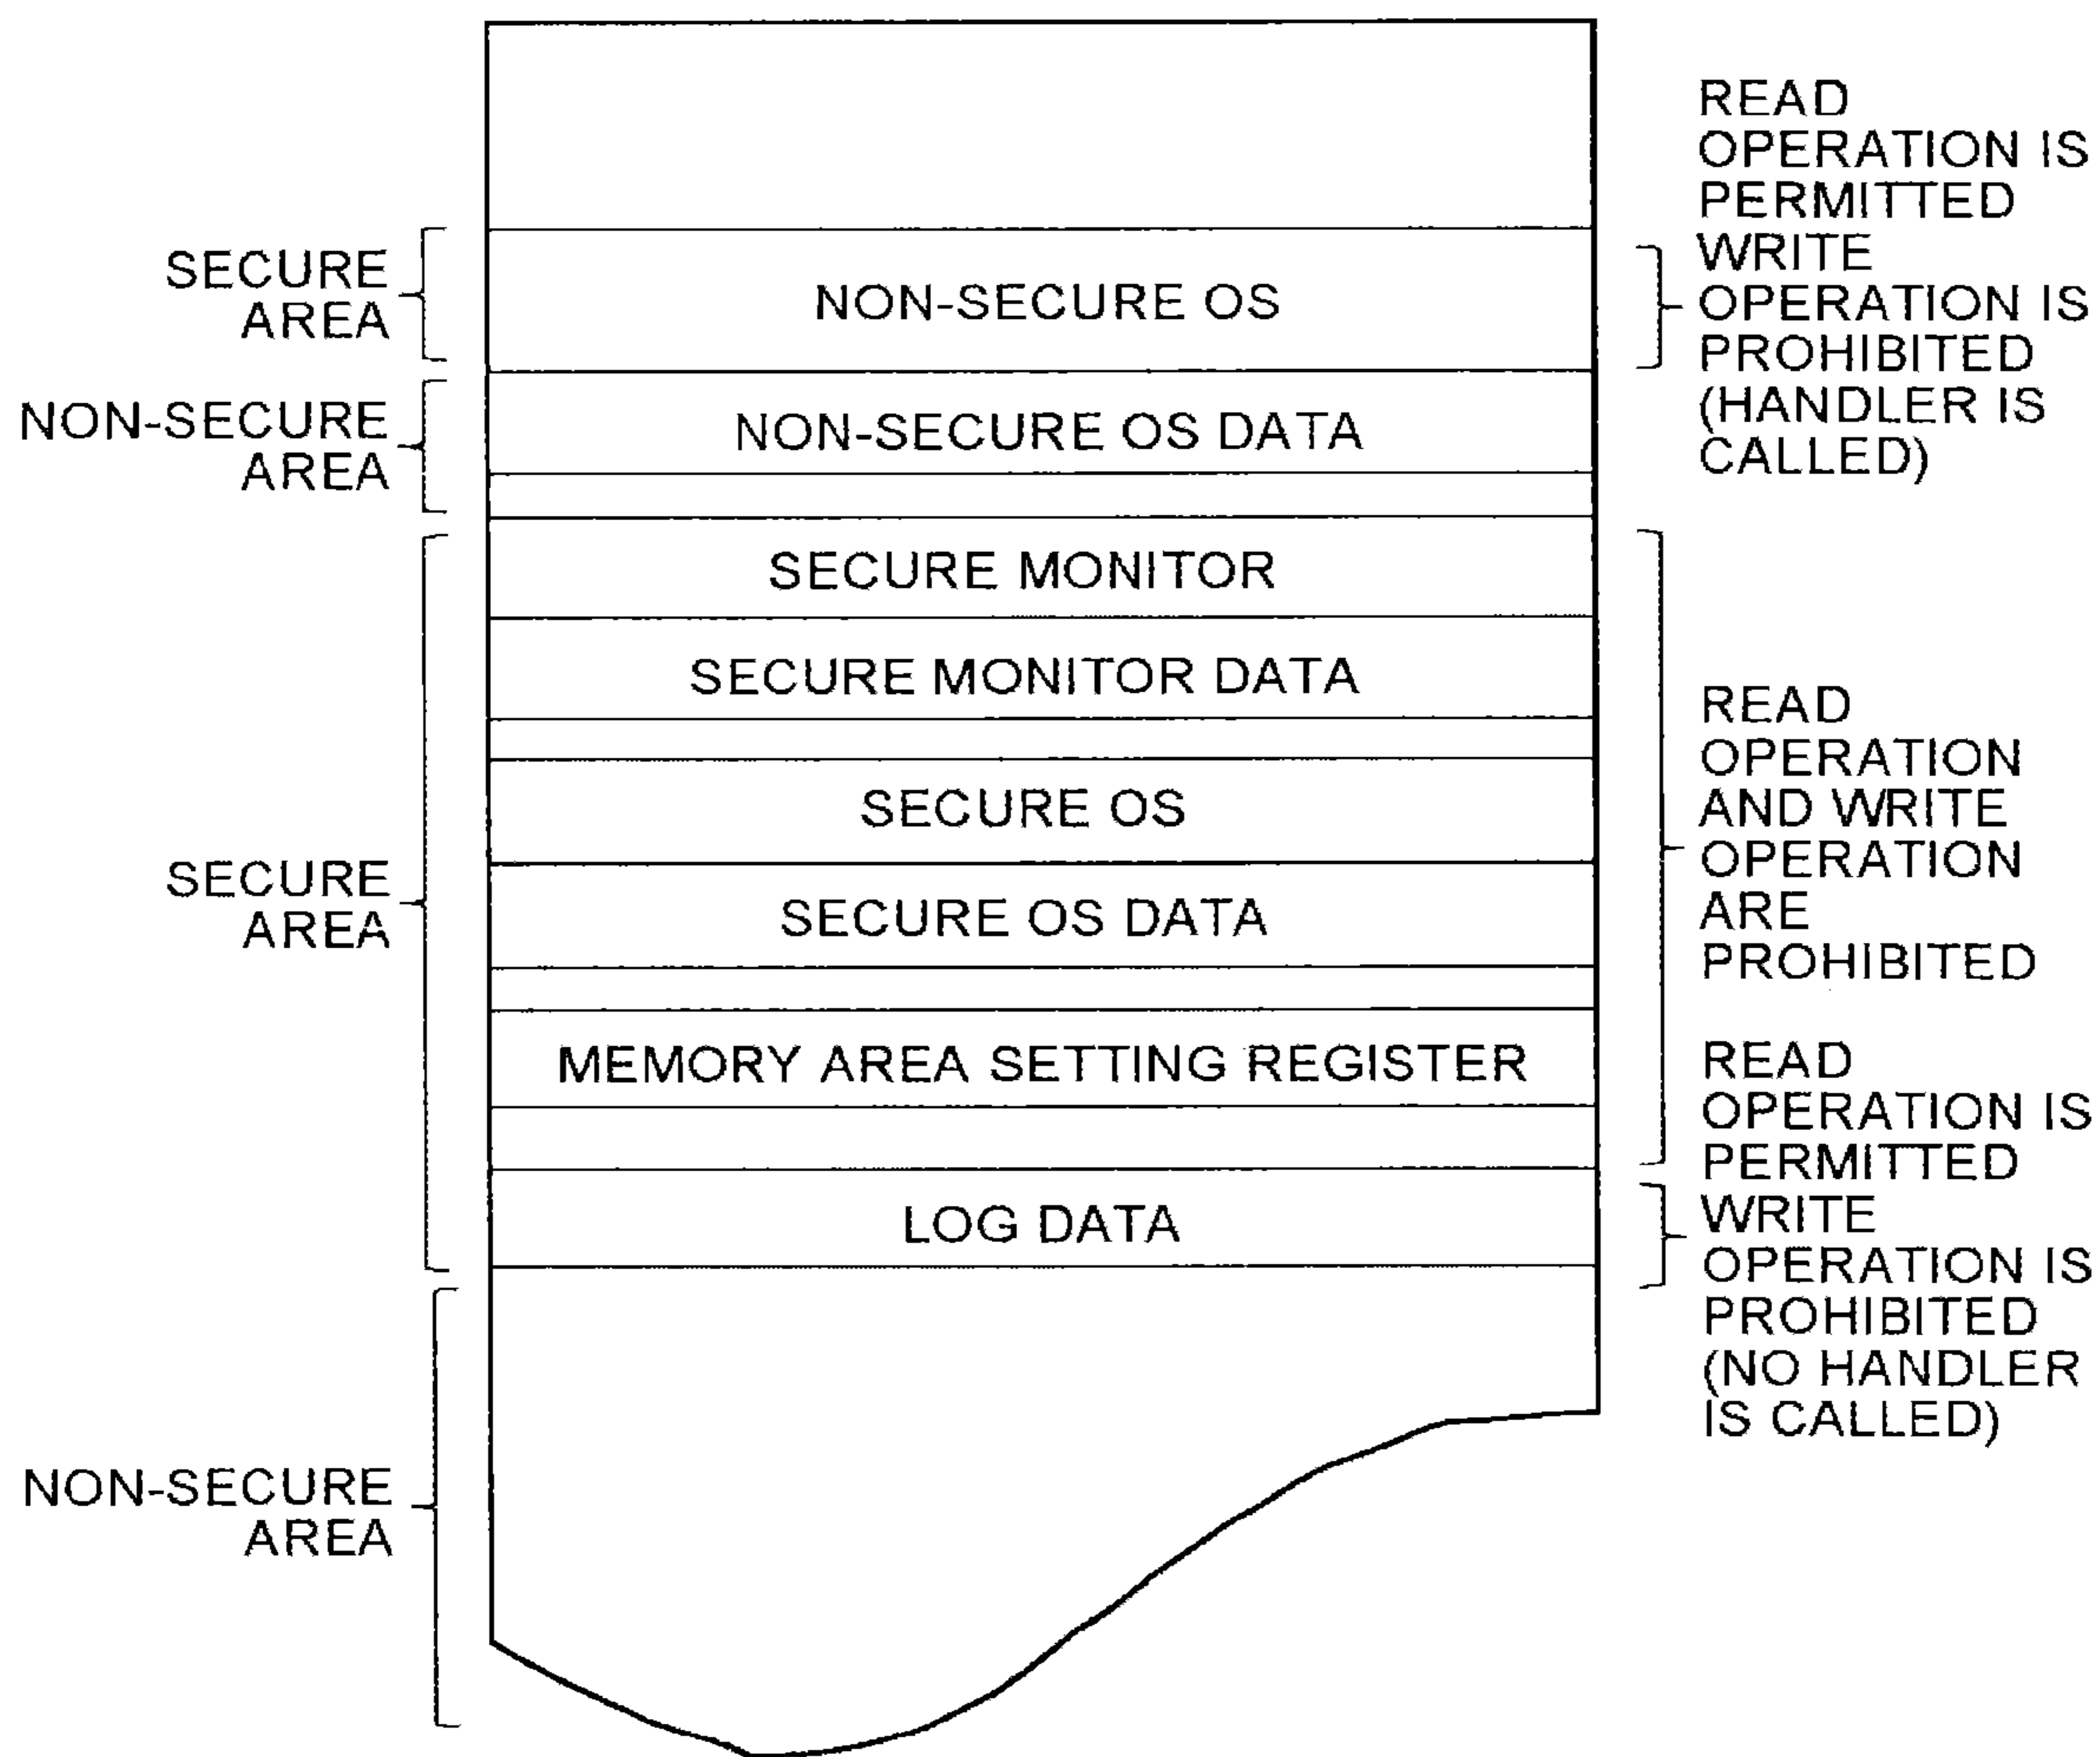 SECURE
AREA
NON-SECURE
AREA
SECURE
AREA
NON-SECURE
AREA
NON-SECURE OS
NON-SECURE OS DATA
SECURE MONITOR
SECURE MONITOR DATA
SECURE OS
SECURE OS DATA
MEMORY AREA SETTING REGISTER
LOG DATA
READ
OPERATION IS
PERMITTED
WRITE
OPERATION IS
PROHIBITED
(HANDLER IS
CALLED)
READ
OPERATION
AND WRITE
OPERATION
ARE
PROHIBITED
READ
OPERATION IS
PERMITTED
WRITE
OPERATION IS
PROHIBITED
(NO HANDLER
IS CALLED)